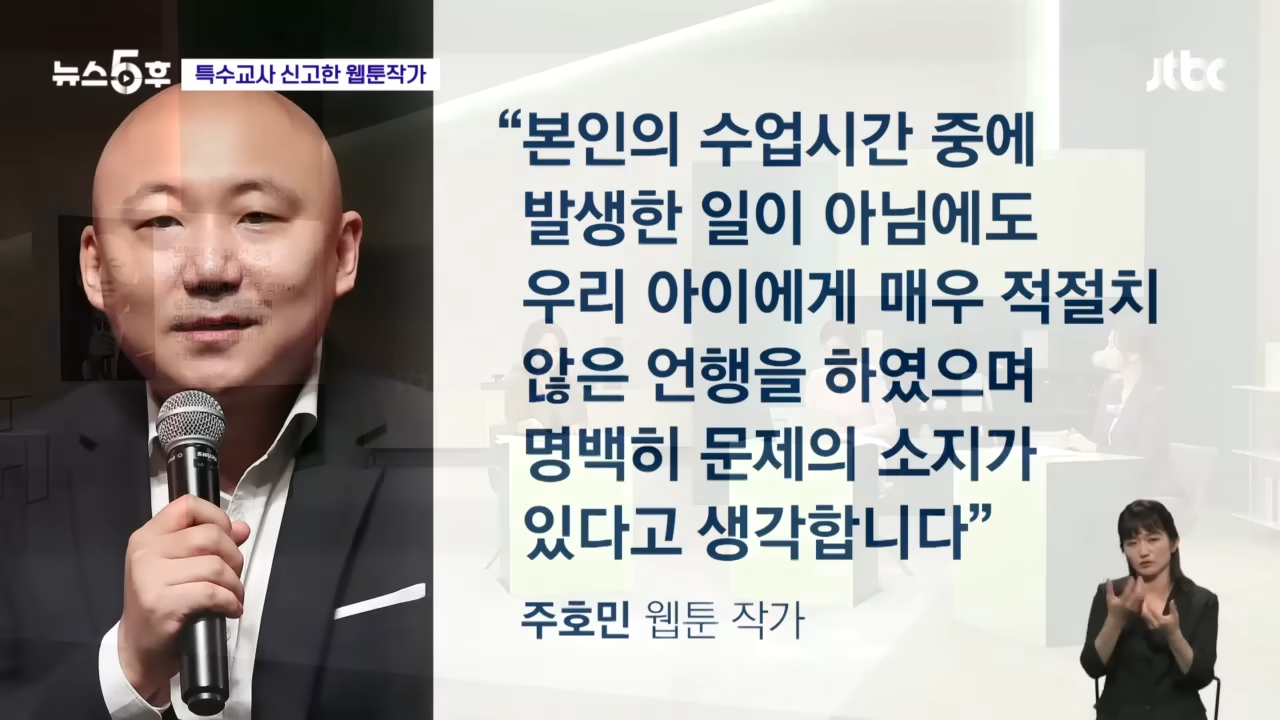 뉴스5후
특수교사 신고한 웹툰작가
jtbc
“본인의 수업시간 중에
발생한 일이 아님에도
우리 아이에게 매우 적절치
않은 언행을 하였으며
명백히 문제의 소지가
있다고 생각합니다”
주호민 웹툰 작가